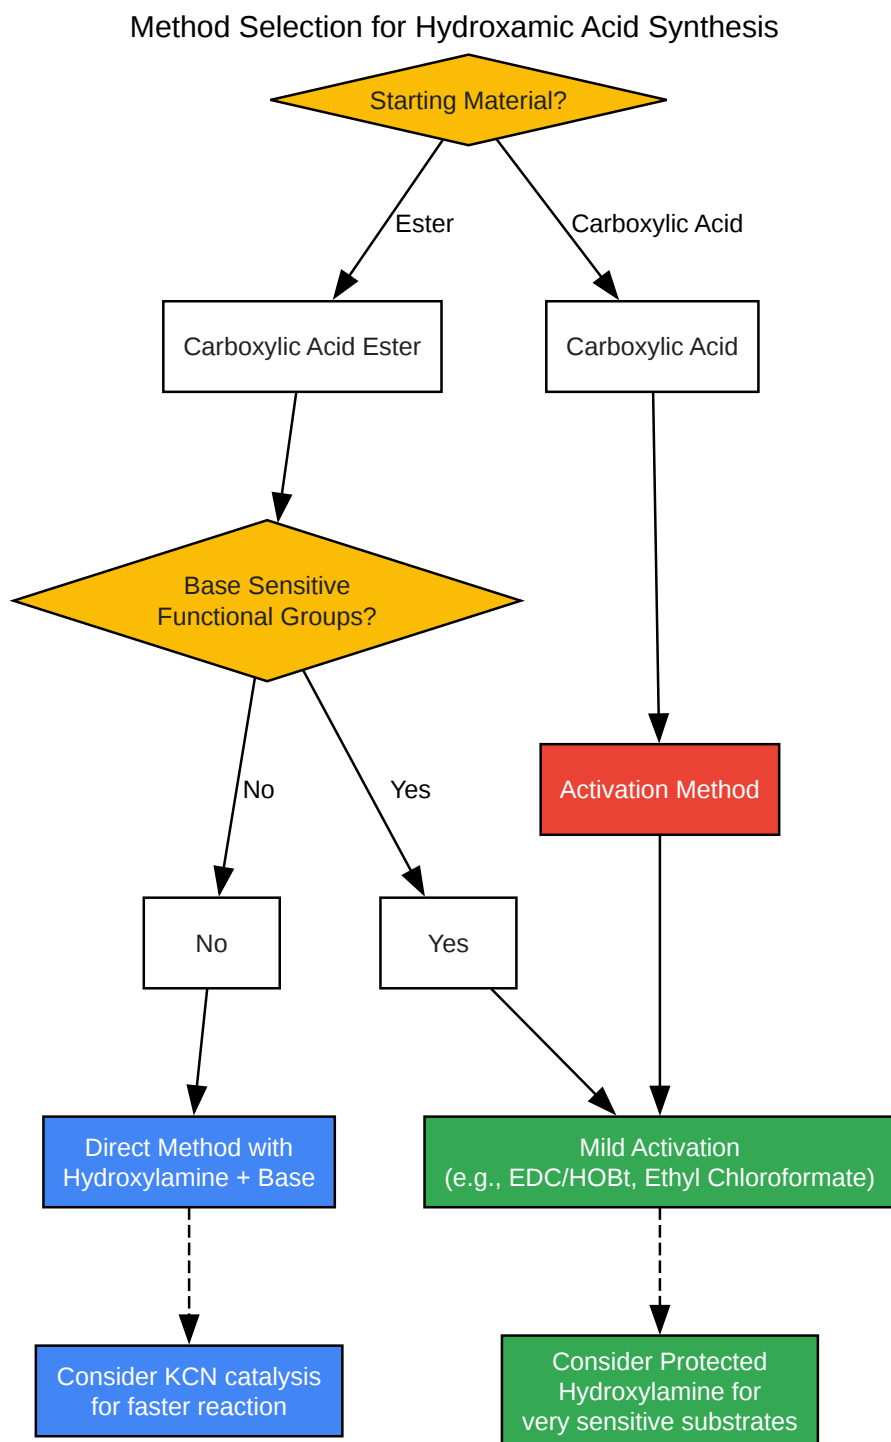 Method Selection for Hydroxamic Acid Synthesis
Starting Material?
Ester
Carboxylic Acid
Carboxylic Acid Ester
Carboxylic Acid
Base Sensitive
Functional Groups?
No
Yes
Activation Method
No
Yes
Direct Method with
Hydroxylamine + Base
Mild Activation
(e.g., EDC/HOBt, Ethyl Chloroformate)
Consider KCN catalysis
for faster reaction
Consider Protected
Hydroxylamine for
very sensitive substrates